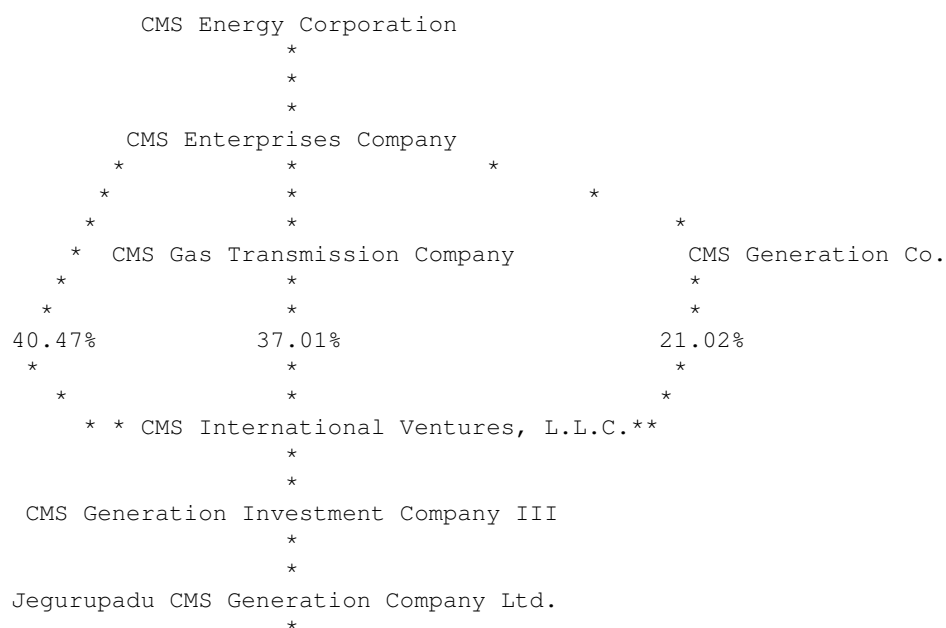 CMS Energy Corporation
*
*
*
CMS Enterprises Company
* * *
* * *
* * *
* CMS Gas Transmission Company CMS Generation Co.
* * *
* * *
40.47% 37.01% 21.02%
* * *
* * *
* * CMS International Ventures, L.L.C.**
*
*
CMS Generation Investment Company III
*
*
Jegurupadu CMS Generation Company Ltd.
*